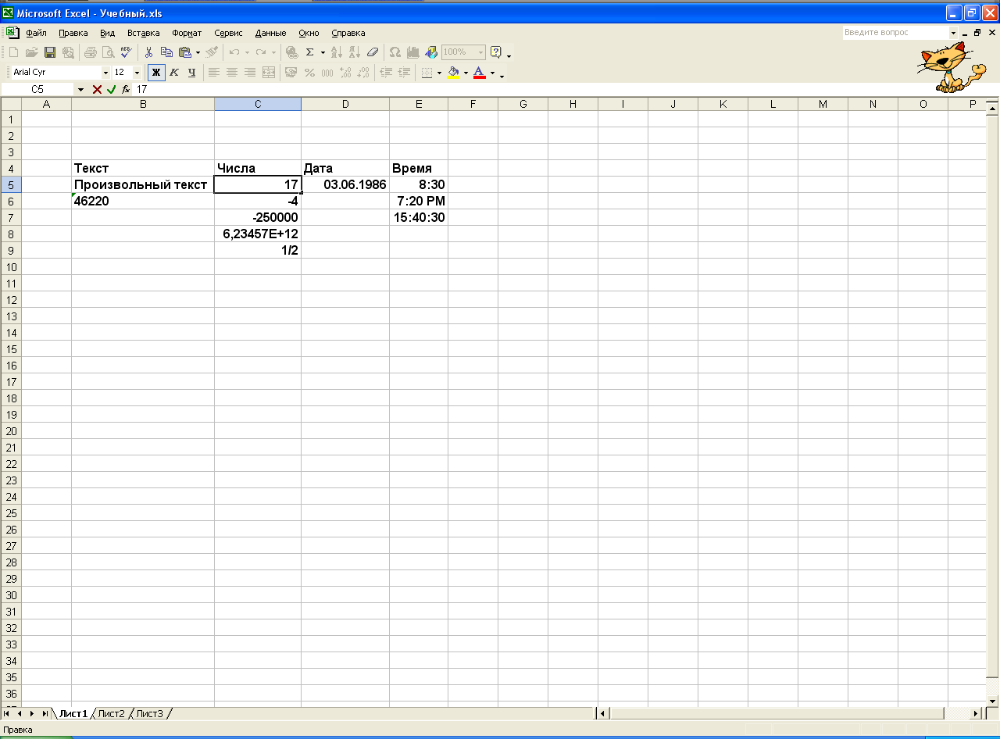 Microsoft Excel - Учебный.xls
Файл Правка Вид Вставка Формат Сервис Данные Окно Справка Введите вопрос
100%
Arial Cyr 12 Ж К Ч % 000
C5 fx 17
A B C D E F G H I J K L M N O P
1
2
3
4 Текст Числа Дата Время
5 Произвольный текст 17 03.06.1986 8:30
6 46220 -4 7:20 PM
7 -250000 15:40:30
8 6,23457E+12
9 1/2
10
11
12
13
14
15
16
17
18
19
20
21
22
23
24
25
26
27
28
29
30
31
32
33
34
35
36
Лист1 Лист2 Лист3
Правка